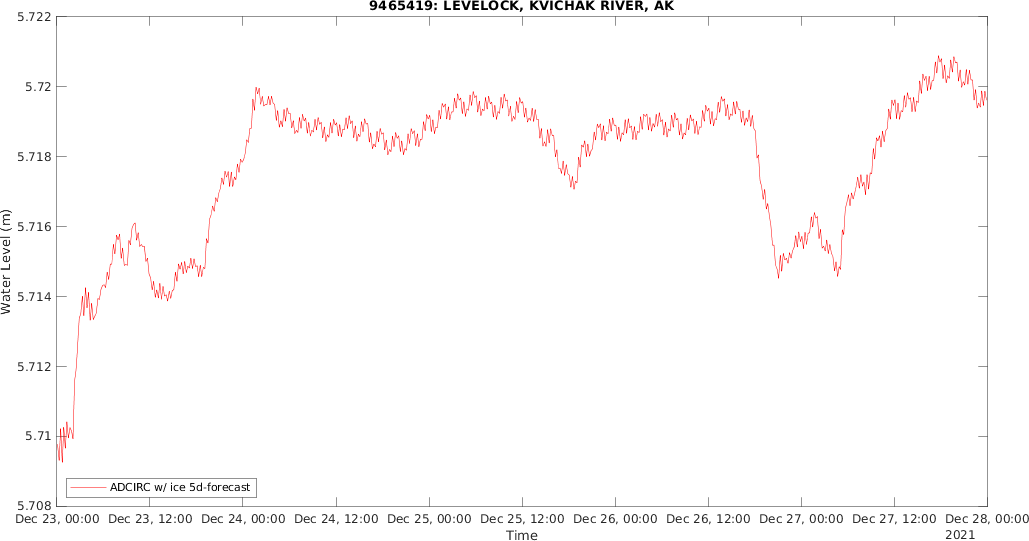 9465419: LEVELOCK, KVICHAK RIVER, AK
5.722
5.72
5.718
5.716
5.714
5.712
5.71
5.708
Water Level (m)
ADCIRC w/ ice 5d-forecast
Dec 23, 00:00 Dec 23, 12:00 Dec 24, 00:00 Dec 24, 12:00 Dec 25, 00:00 Dec 25, 12:00 Dec 26, 00:00 Dec 26, 12:00 Dec 27, 00:00 Dec 27, 12:00 Dec 28, 00:00
Time
2021